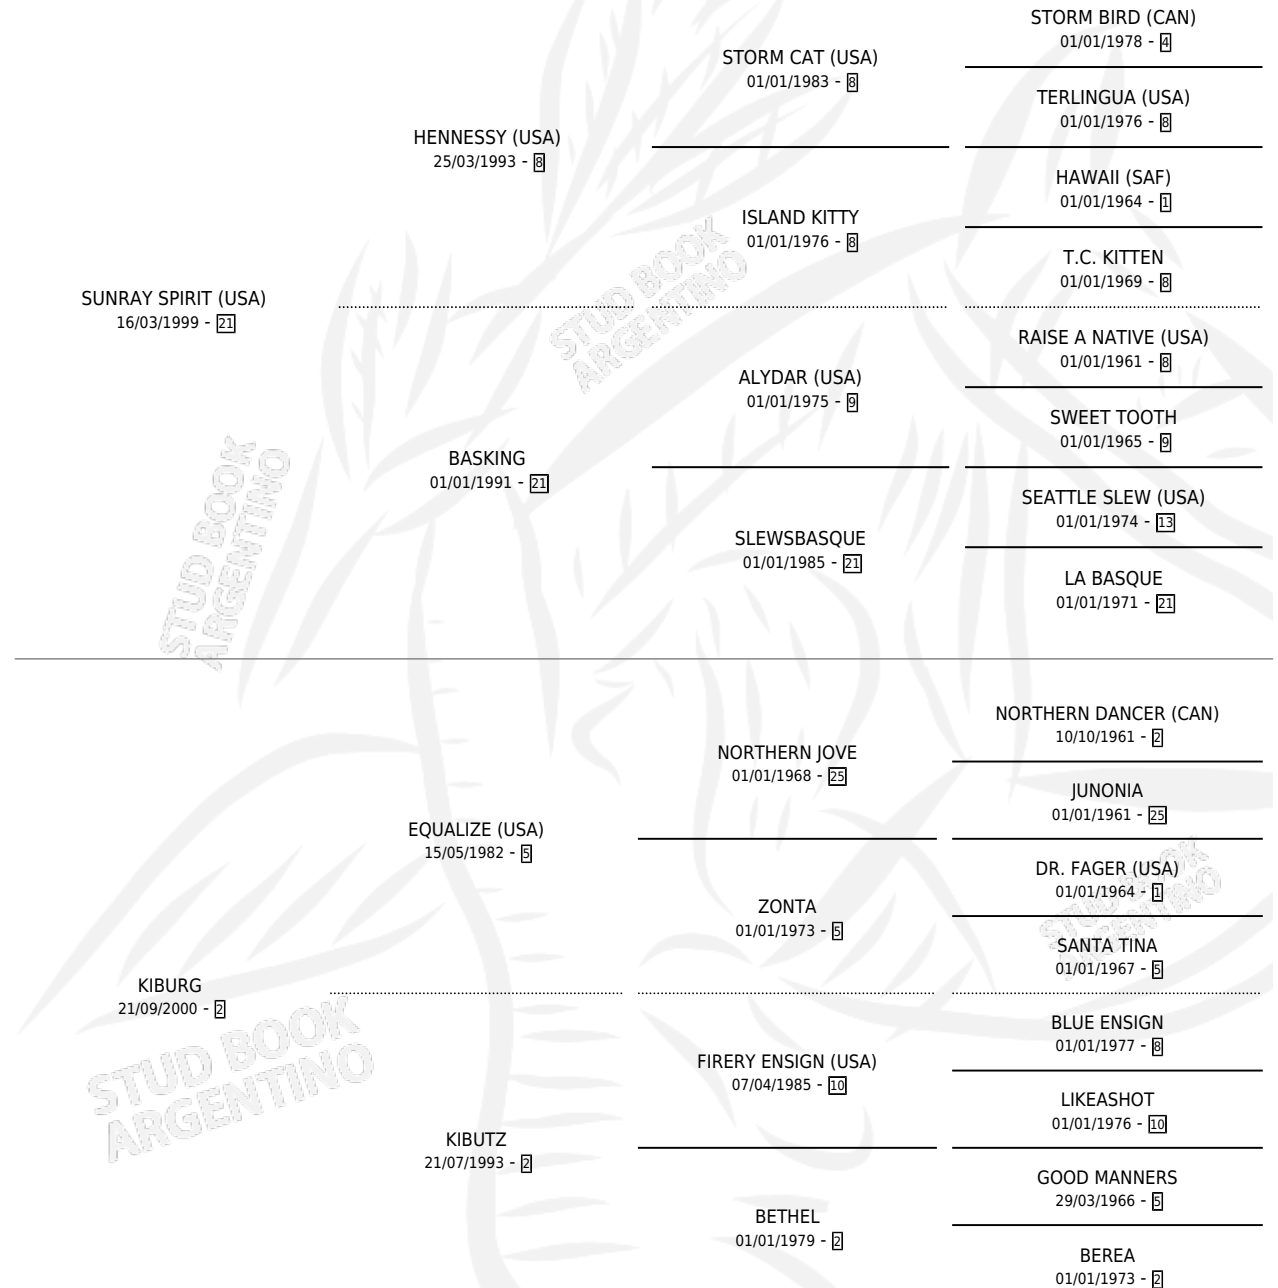 STORM BIRD (CAN)
01/01/1978 - 4
STORM CAT (USA)
01/01/1983 - 8
TERLINGUA (USA)
01/01/1976 - 8
HENNESSY (USA)
25/03/1993 - 8
HAWAII (SAF)
01/01/1964 - 1
ISLAND KITTY
01/01/1976 - 8
T.C. KITTEN
01/01/1969 - 8
SUNRAY SPIRIT (USA)
16/03/1999 - 21
RAISE A NATIVE (USA)
01/01/1961 - 8
ALYDAR (USA)
01/01/1975 - 9
SWEET TOOTH
01/01/1965 - 9
BASKING
01/01/1991 - 21
SEATTLE SLEW (USA)
01/01/1974 - 13
SLEWSBASQUE
01/01/1985 - 21
LA BASQUE
01/01/1971 - 21
NORTHERN DANCER (CAN)
10/10/1961 - 2
NORTHERN JOVE
01/01/1968 - 25
JUNONIA
01/01/1961 - 25
EQUALIZE (USA)
15/05/1982 - 5
DR. FAGER (USA)
01/01/1964 - 1
ZONTA
01/01/1973 - 5
SANTA TINA
01/01/1967 - 5
KIBURG
21/09/2000 - 2
BLUE ENSIGN
01/01/1977 - 8
FIRERY ENSIGN (USA)
07/04/1985 - 10
LIKEASHOT
01/01/1976 - 10
KIBUTZ
21/07/1993 - 2
GOOD MANNERS
29/03/1966 - 5
BETHEL
01/01/1979 - 2
BEREA
01/01/1973 - 2
STUD BOOK
ARGENTINO
STUD BOOK
ARGENTINO
STUD BOOK
ARGENTINO
STUD BOOK
ARGENTINO